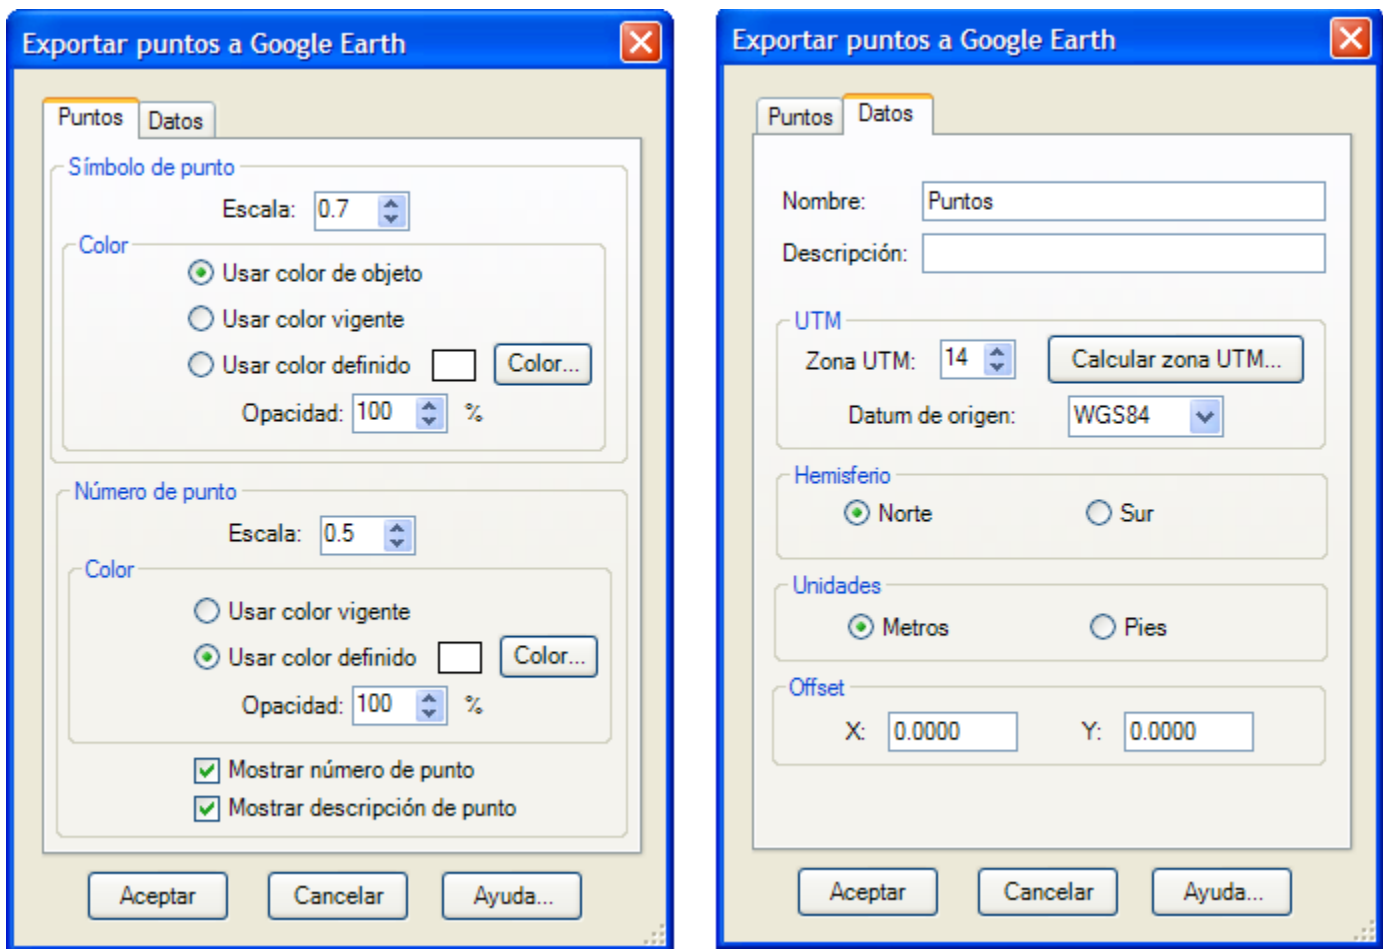 Exportar puntos a Google Earth
Puntos Datos
Símbolo de punto
Escala: 0.7
Color
Usar color de objeto
Usar color vigente
Usar color definido Color...
Opacidad: 100 %
Número de punto
Escala: 0.5
Color
Usar color vigente
Usar color definido Color...
Opacidad: 100 %
Mostrar número de punto
Mostrar descripción de punto
Aceptar Cancelar Ayuda...
Exportar puntos a Google Earth
Puntos Datos
Nombre: Puntos
Descripción:
UTM
Zona UTM: 14 Calcular zona UTM...
Datum de origen: WGS84
Hemisferio
Norte Sur
Unidades
Metros Pies
Offset
X: 0.0000 Y: 0.0000
Aceptar Cancelar Ayuda...